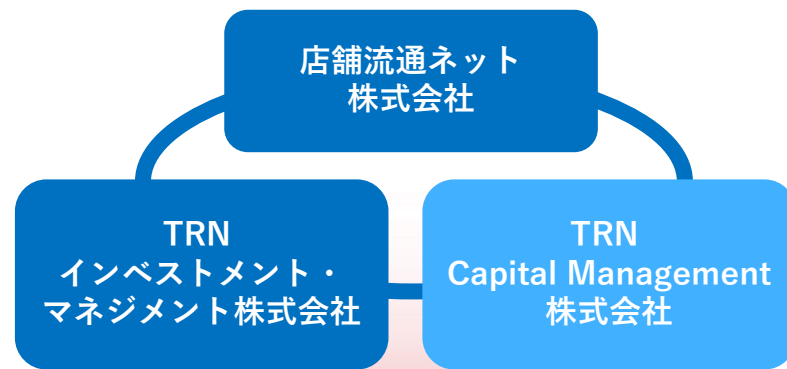 店舗流通ネット
株式会社
TRN
インベストメント・
マネジメント株式会社
TRN
Capital Management
株式会社